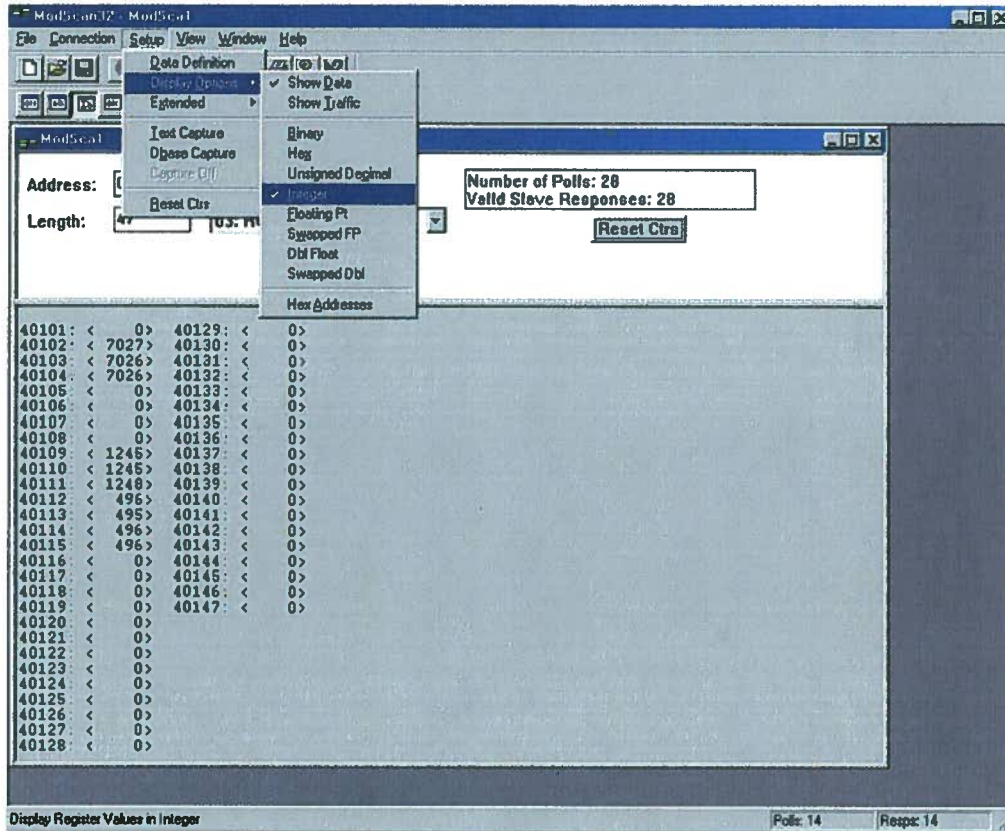 ModScan32 - ModSca1
File Connection Setup View Window Help
Data Definition
Display Options
Extended
Text Capture
Dbase Capture
Capture Off
Reset Ctrs
✓ Show Data
Show Traffic
Binary
Hex
Unsigned Decimal
✓ Integer
Floating Pt
Swapped FP
Dbl Float
Swapped Dbl
Hex Addresses
ModSca1
Address:
Length: 47
03:
Number of Polls: 28
Valid Slave Responses: 28
Reset Ctrs
40101: < 0> 40129: < 0>
40102: < 7027> 40130: < 0>
40103: < 7026> 40131: < 0>
40104: < 7026> 40132: < 0>
40105: < 0> 40133: < 0>
40106: < 0> 40134: < 0>
40107: < 0> 40135: < 0>
40108: < 0> 40136: < 0>
40109: < 1245> 40137: < 0>
40110: < 1245> 40138: < 0>
40111: < 1248> 40139: < 0>
40112: < 496> 40140: < 0>
40113: < 495> 40141: < 0>
40114: < 496> 40142: < 0>
40115: < 496> 40143: < 0>
40116: < 0> 40144: < 0>
40117: < 0> 40145: < 0>
40118: < 0> 40146: < 0>
40119: < 0> 40147: < 0>
40120: < 0>
40121: < 0>
40122: < 0>
40123: < 0>
40124: < 0>
40125: < 0>
40126: < 0>
40127: < 0>
40128: < 0>
Display Register Values in Integer
Polls: 14
Resps: 14